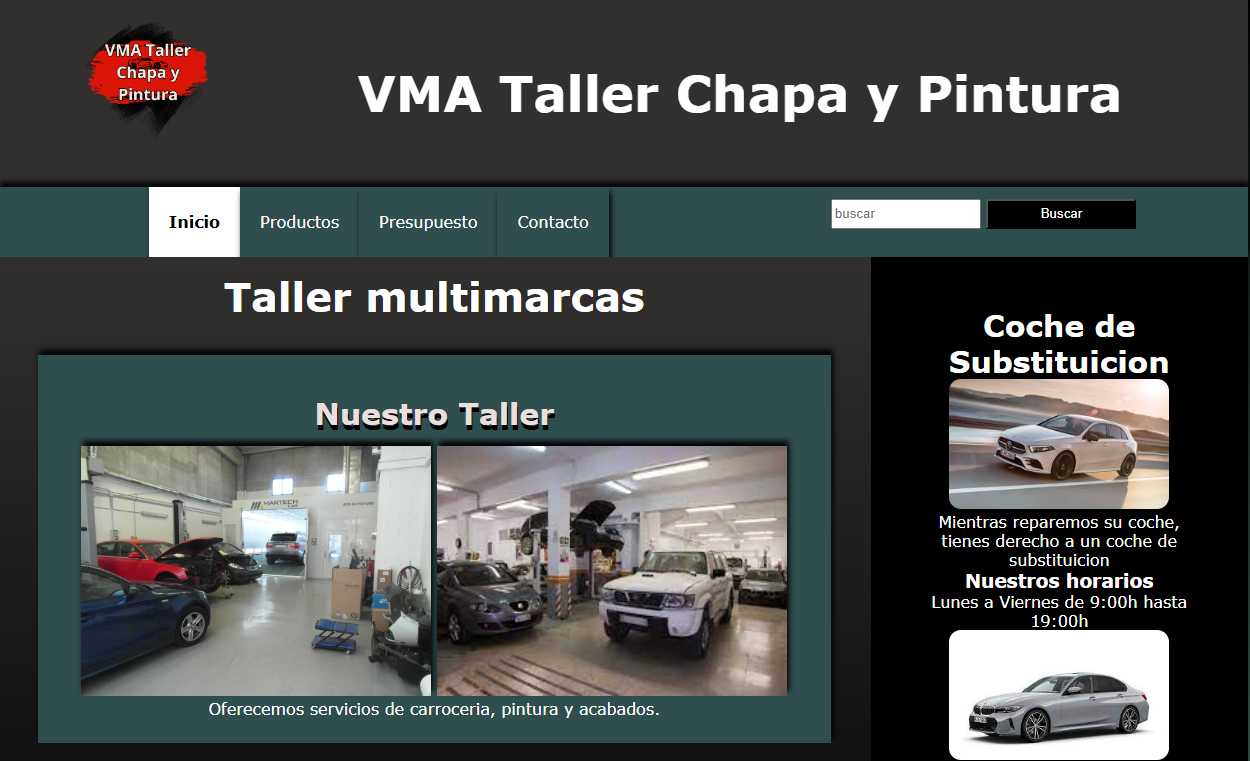 VMA Taller
Chapa y
Pintura
VMA Taller Chapa y Pintura
Inicio
Productos
Presupuesto
Contacto
buscar
Buscar
Taller multimarcas
Nuestro Taller
MARTECH
Oferecemos servicios de carroceria, pintura y acabados.
Coche de
Substituicion
Mientras reparemos su coche,
tienes derecho a un coche de
substituicion
Nuestros horarios
Lunes a Viernes de 9:00h hasta
19:00h